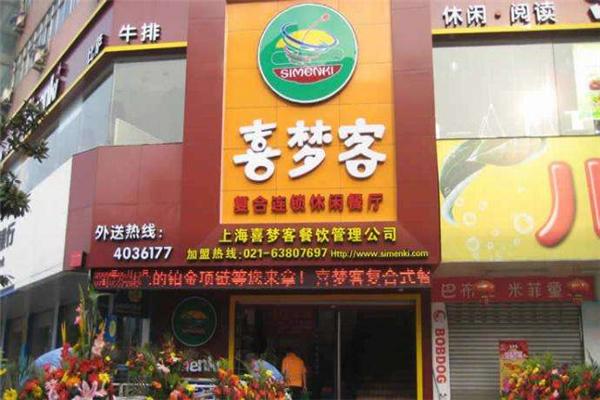 牛排
休闲·阅读
SIMENKI
喜梦客
复合连锁休闲餐厅
外送热线：
4036177
上海喜梦客餐饮管理公司
加盟热线:021-63807697 Http://www.simenki.com
的铂金项链等您来拿！ 喜梦客复合式餐
巴布
米菲童
BOBDOG